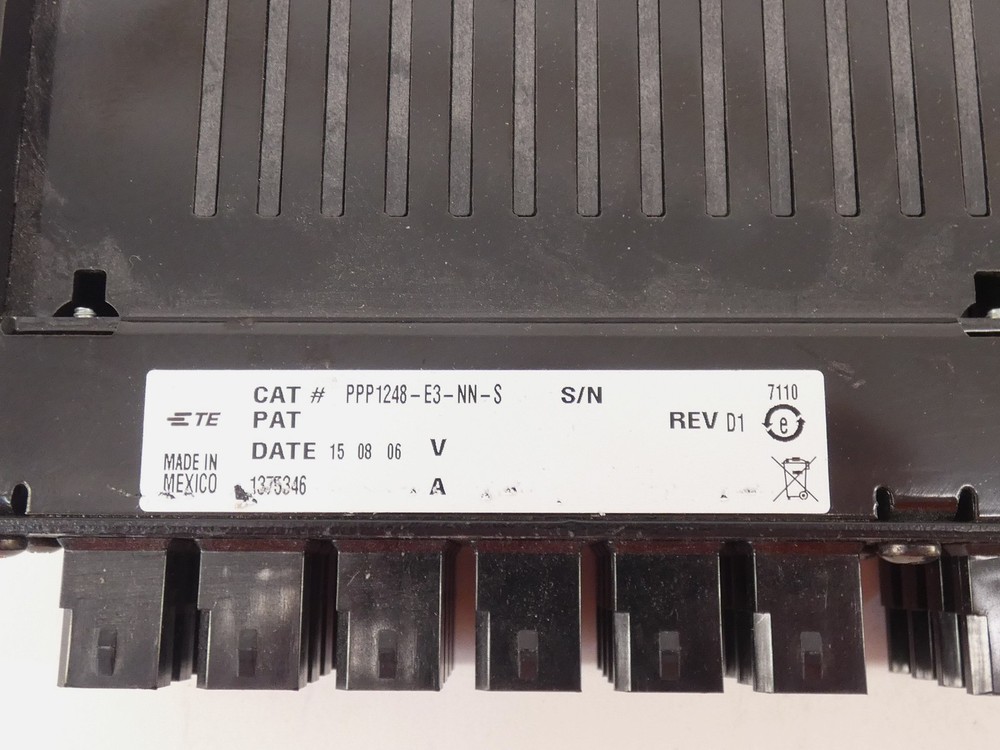 CAT # PPP1248-E3-NN-S S/N 7110
TE PAT REV D1 e
DATE 15 08 06 V
MADE IN
MEXICO 1375346 A